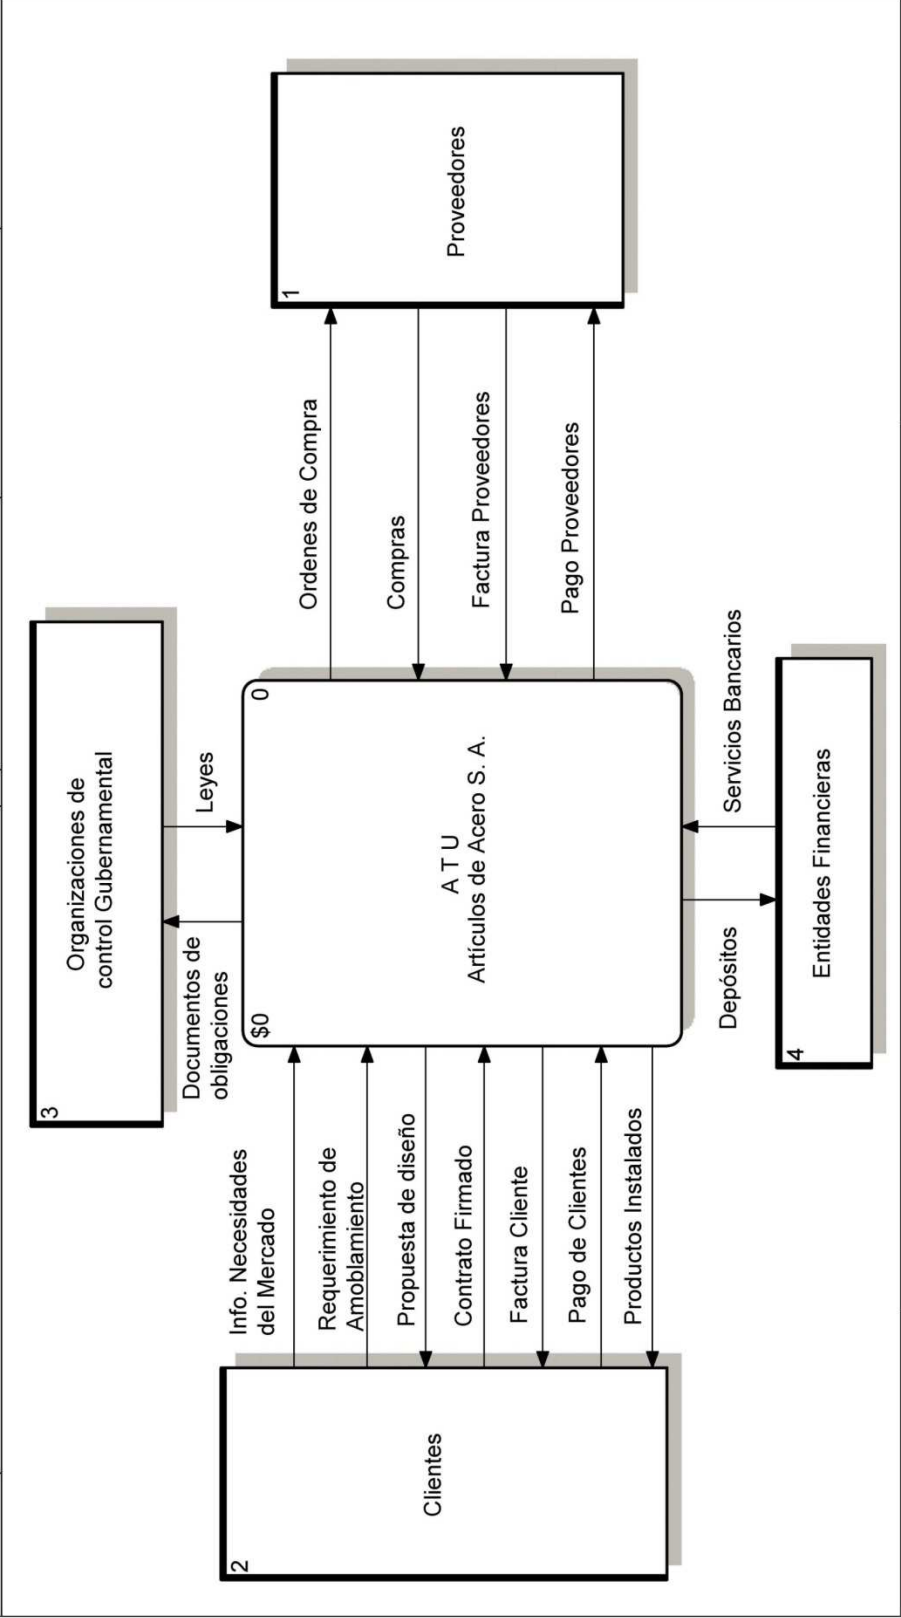 3
Organizaciones de
control Gubernamental
Documentos de
obligaciones
Leyes
2
Clientes
Info. Necesidades
del Mercado
Requerimiento de
Amoblamiento
Propuesta de diseño
Contrato Firmado
Factura Cliente
Pago de Clientes
Productos Instalados
$0
0
A T U
Artículos de Acero S. A.
Ordenes de Compra
Compras
Factura Proveedores
Pago Proveedores
1
Proveedores
Depósitos
Servicios Bancarios
4
Entidades Financieras